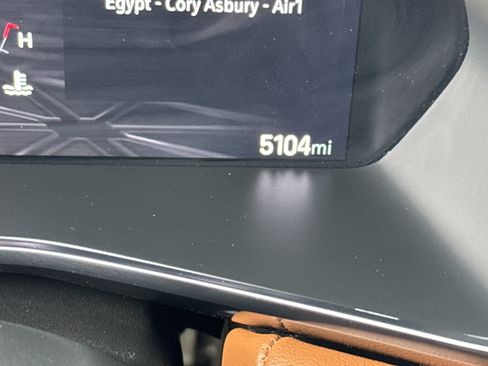 Egypt - Cory Asbury - Air1
H
5104mi